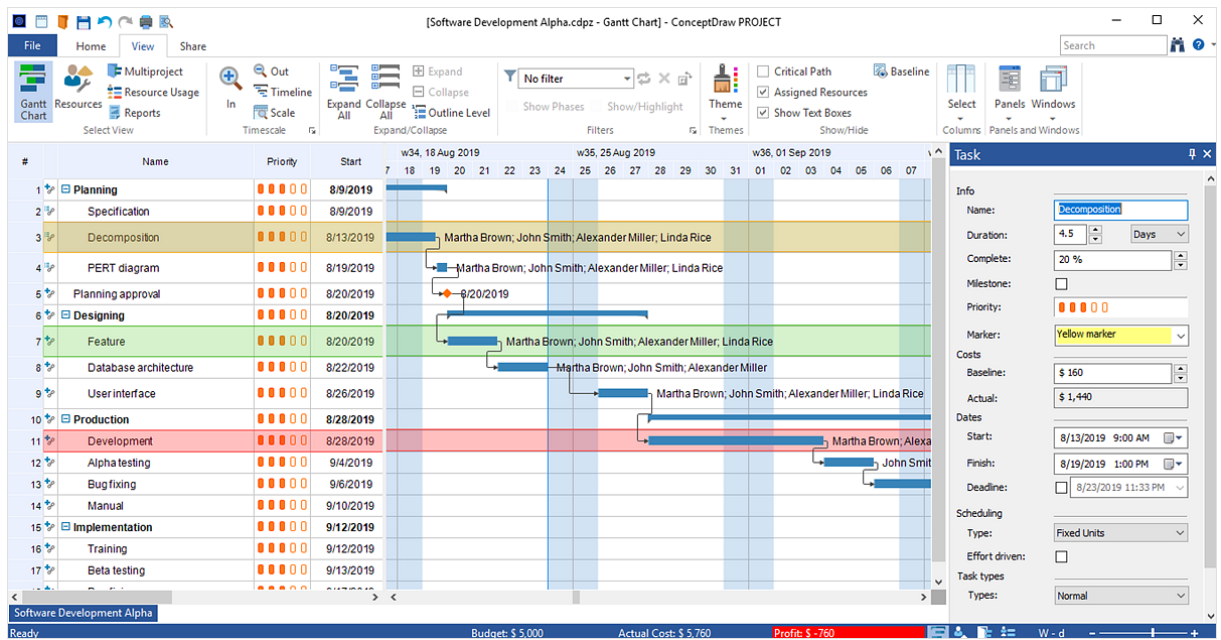 [Software Development Alpha.cdpz - Gantt Chart] - ConceptDraw PROJECT
File Home View Share Search
Gantt Chart
Resources
Multiproject
Resource Usage
Reports
Select View
In
Out
Timeline
Scale
Timescale
Expand All
Collapse All
Expand
Collapse
Outline Level
Expand/Collapse
No filter
Show Phases Show/Highlight
Filters
Theme
Themes
Critical Path
Assigned Resources
Show Text Boxes
Baseline
Show/Hide
Select
Columns
Panels Windows
Panels and Windows
# Name Priority Start
w34, 18 Aug 2019 w35, 25 Aug 2019 w36, 01 Sep 2019
7 18 19 20 21 22 23 24 25 26 27 28 29 30 31 01 02 03 04 05 06 07
1 Planning 8/9/2019
2 Specification 8/9/2019
3 Decomposition 8/13/2019 Martha Brown; John Smith; Alexander Miller; Linda Rice
4 PERT diagram 8/19/2019 Martha Brown; John Smith; Alexander Miller; Linda Rice
5 Planning approval 8/20/2019 8/20/2019
6 Designing 8/20/2019
7 Feature 8/20/2019 Martha Brown; John Smith; Alexander Miller; Linda Rice
8 Database architecture 8/22/2019 Martha Brown; John Smith; Alexander Miller
9 User interface 8/26/2019 Martha Brown; John Smith; Alexander Miller; Linda Rice
10 Production 8/28/2019
11 Development 8/28/2019 Martha Brown; Alexa
12 Alpha testing 9/4/2019 John Smit
13 Bug fixing 9/6/2019
14 Manual 9/10/2019
15 Implementation 9/12/2019
16 Training 9/12/2019
17 Beta testing 9/13/2019
Task
Info
Name: Decomposition
Duration: 4.5 Days
Complete: 20 %
Milestone:
Priority:
Marker: Yellow marker
Costs
Baseline: $ 160
Actual: $ 1,440
Dates
Start: 8/13/2019 9:00 AM
Finish: 8/19/2019 1:00 PM
Deadline: 8/23/2019 11:33 PM
Scheduling
Type: Fixed Units
Effort driven:
Task types
Types: Normal
Software Development Alpha
Ready Budget: $ 5,000 Actual Cost: $ 5,760 Profit: $ -760 W - d